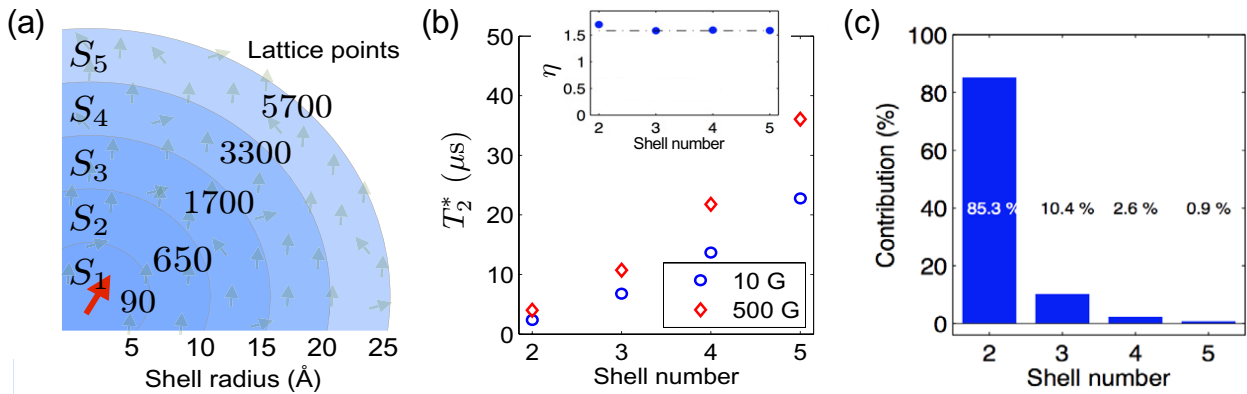 (a)
Lattice points
S₅
S₄
S₃
S₂
S₁
5700
3300
1700
650
90
5 10 15 20 25
Shell radius (Å)
(b)
50
40
30
20
10
0
T₂* (μs)
2 3 4 5
Shell number
1.5
1
0.5
0
η
2 3 4 5
Shell number
10 G
500 G
(c)
100
80
60
40
20
0
Contribution (%)
85.3 % 10.4 % 2.6 % 0.9 %
2 3 4 5
Shell number